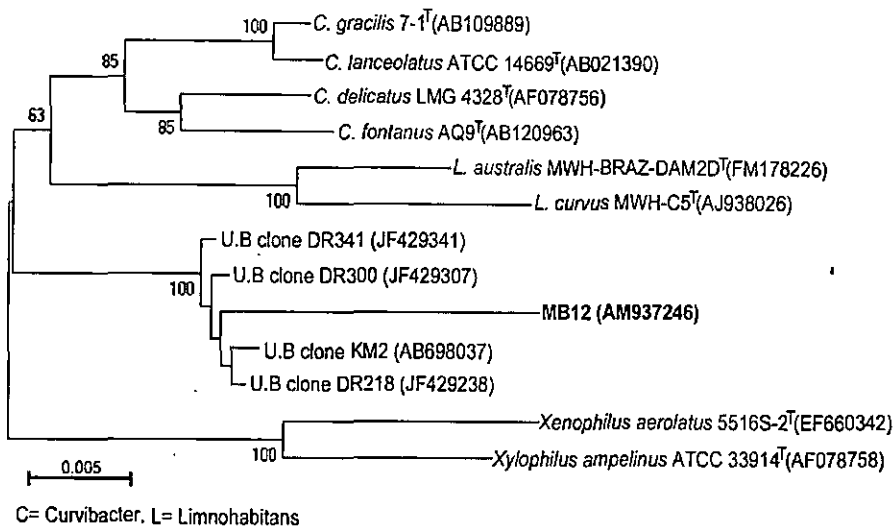 100 C. gracilis 7-1ᵀ(AB109889)
C. lanceolatus ATCC 14669ᵀ(AB021390)
85
C. delicatus LMG 4328ᵀ(AF078756)
85 C. fontanus AQ9ᵀ(AB120963)
63
L. australis MWH-BRAZ-DAM2Dᵀ(FM178226)
100 L. curvus MWH-C5ᵀ(AJ938026)
U.B clone DR341 (JF429341)
100 U.B clone DR300 (JF429307)
MB12 (AM937246)
U.B clone KM2 (AB698037)
U.B clone DR218 (JF429238)
Xenophilus aerolatus 5516S-2ᵀ(EF660342)
100 Xylophilus ampelinus ATCC 33914ᵀ(AF078758)
0.005
C= Curvibacter, L= Limnohabitans